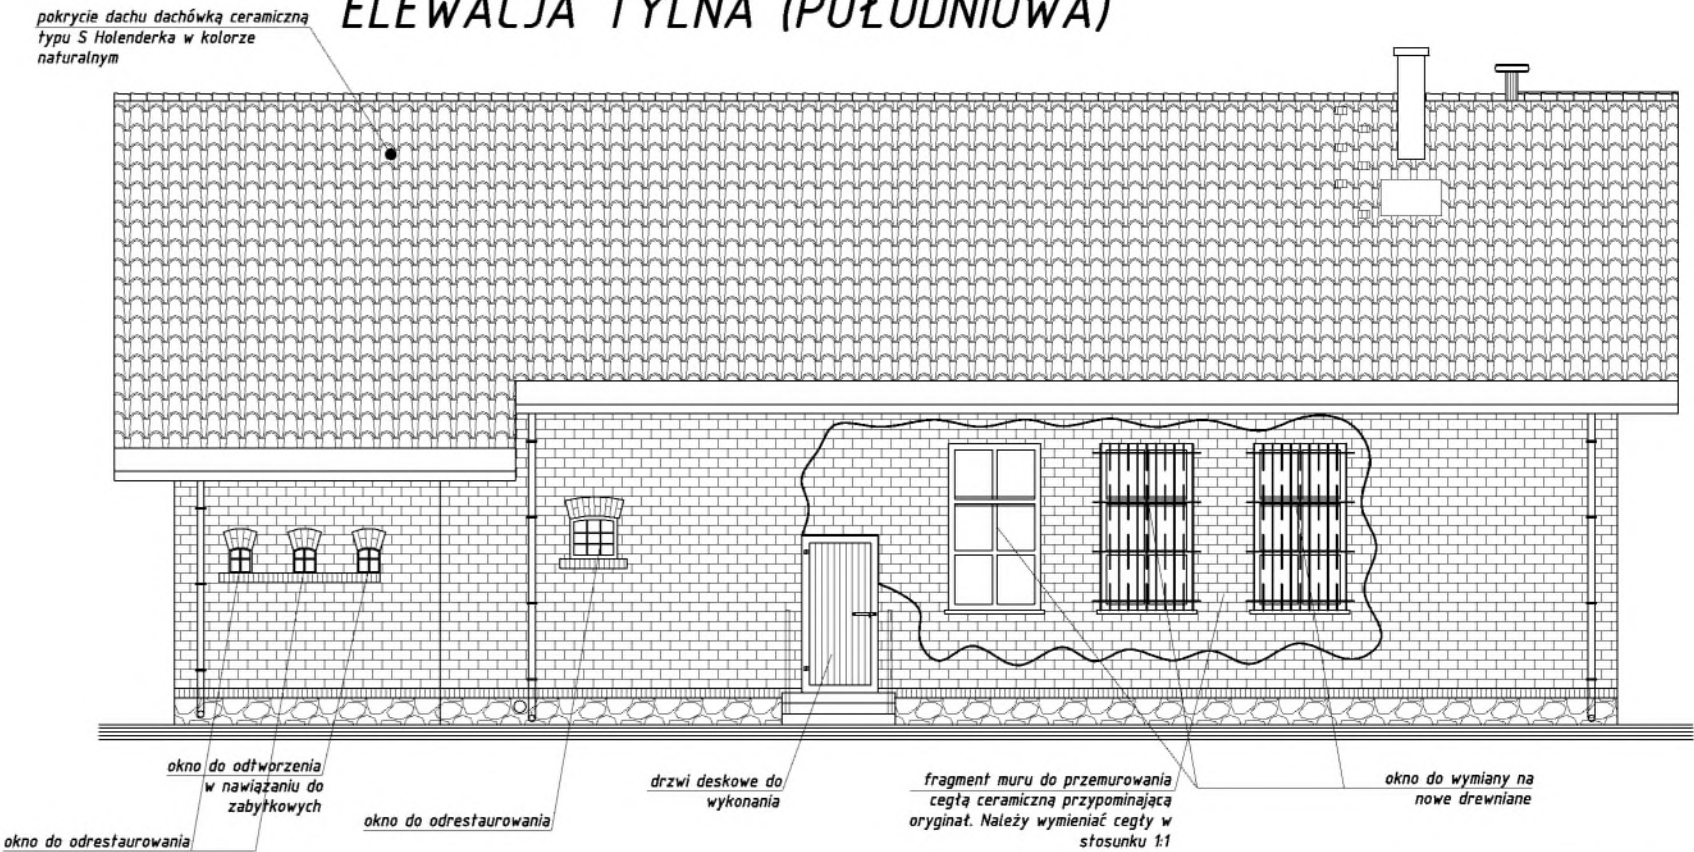 ELEWACJA TYLNA (POŁUDNIOWA)
pokrycie dachu dachówką ceramiczną
typu S Holenderka w kolorze
naturalnym
okno do odtworzenia
w nawiązaniu do
zabytkowych
okno do odrestaurowania
okno do odrestaurowania
drzwi deskowe do
wykonania
fragment muru do przemurowania
cegłą ceramiczną przypominającą
oryginał. Należy wymieniać cegły w
stosunku 1:1
okno do wymiany na
nowe drewniane